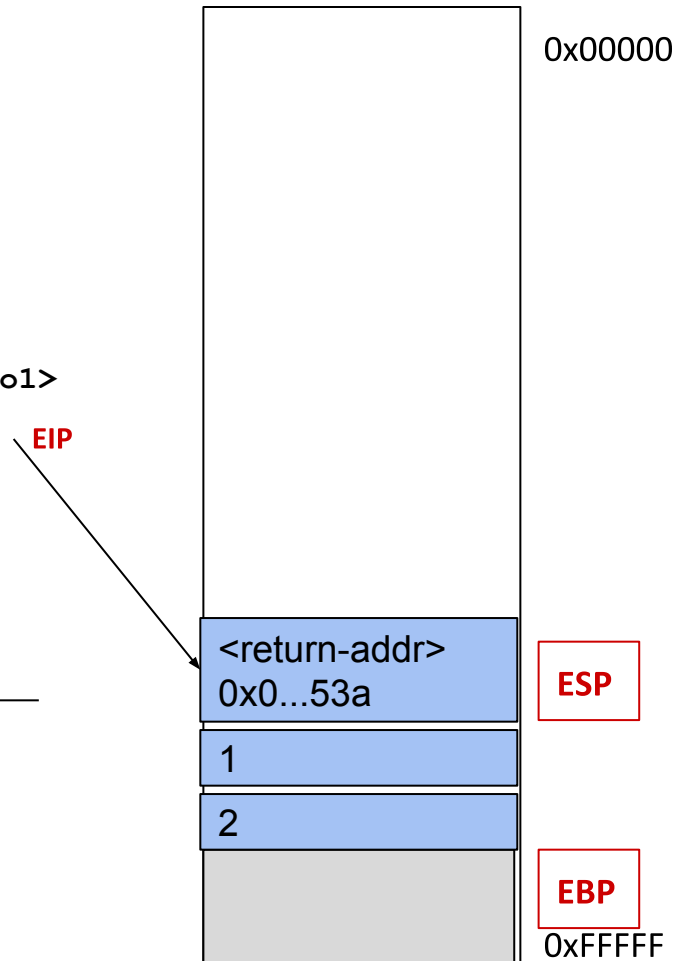 0x00000
o1>
EIP
<return-addr>
0x0...53a
ESP
1
2
EBP
0xFFFFF